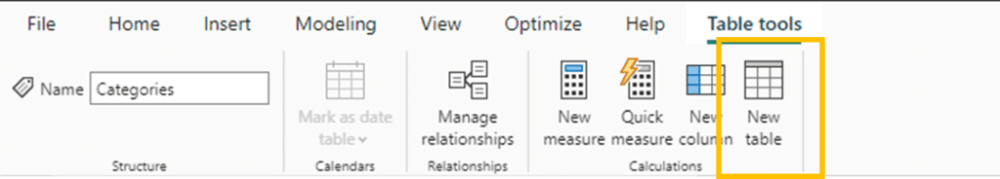 File Home Insert Modeling View Optimize Help Table tools
Name Categories
Mark as date
table
Manage
relationships
New
measure
Quick
measure
New
column
New
table
Structure Calendars Relationships Calculations